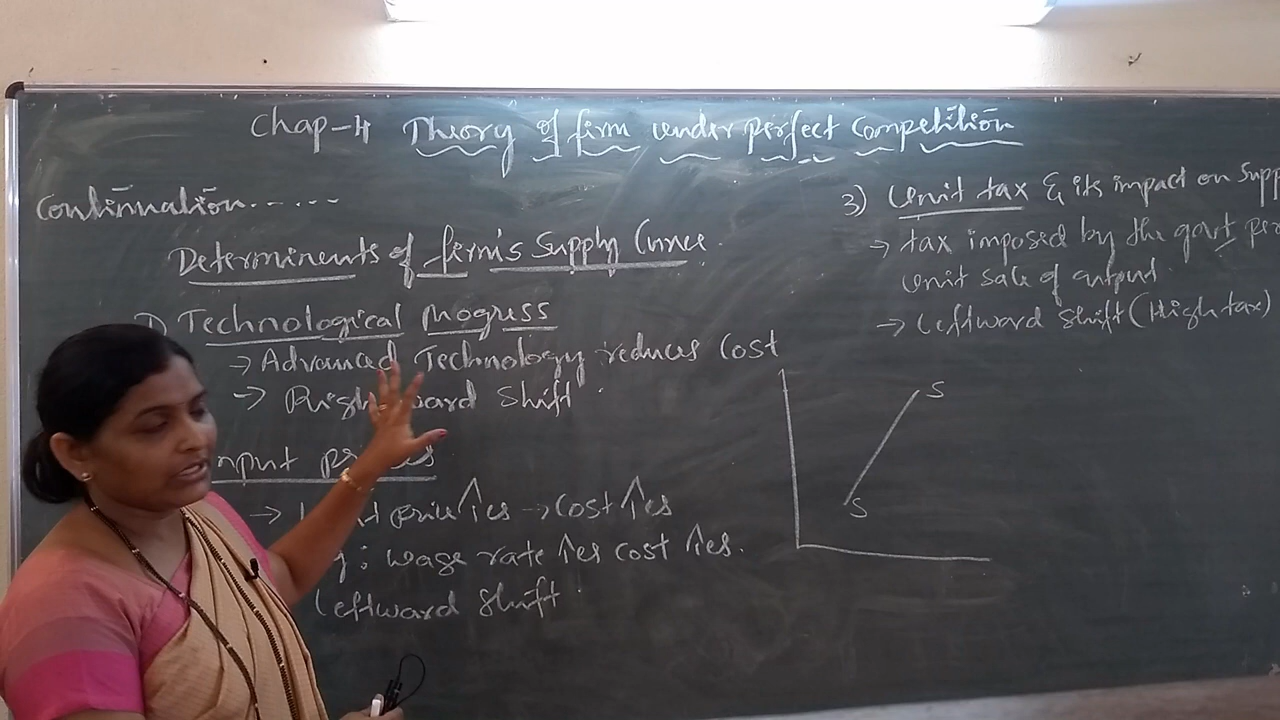 Chap-4 Theory of firm under perfect Competition
Continuation......
Determinents of firm's Supply Curve.
1) Technological Progress
→ Advanced Technology reduces Cost
→ Rightward Shift
Input prices
→ price ↑es → Cost ↑es
: wage rate ↑es cost ↑es.
Leftward Shift
3) Unit tax & its impact on Supp
→ tax imposed by the govt per
Unit sale of output.
→ Leftward Shift (High tax)
S
S